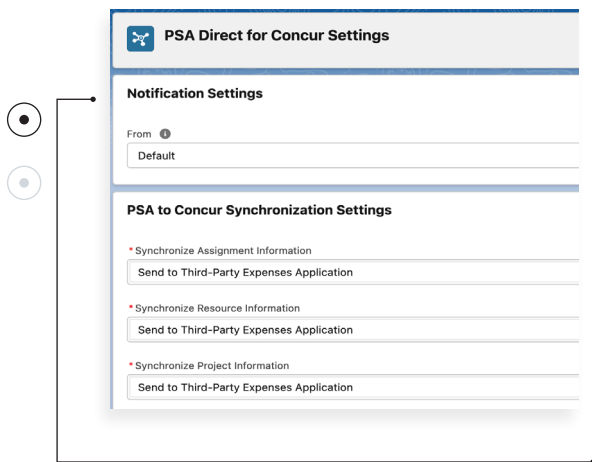 PSA Direct for Concur Settings
Notification Settings
From
Default
PSA to Concur Synchronization Settings
* Synchronize Assignment Information
Send to Third-Party Expenses Application
* Synchronize Resource Information
Send to Third-Party Expenses Application
* Synchronize Project Information
Send to Third-Party Expenses Application